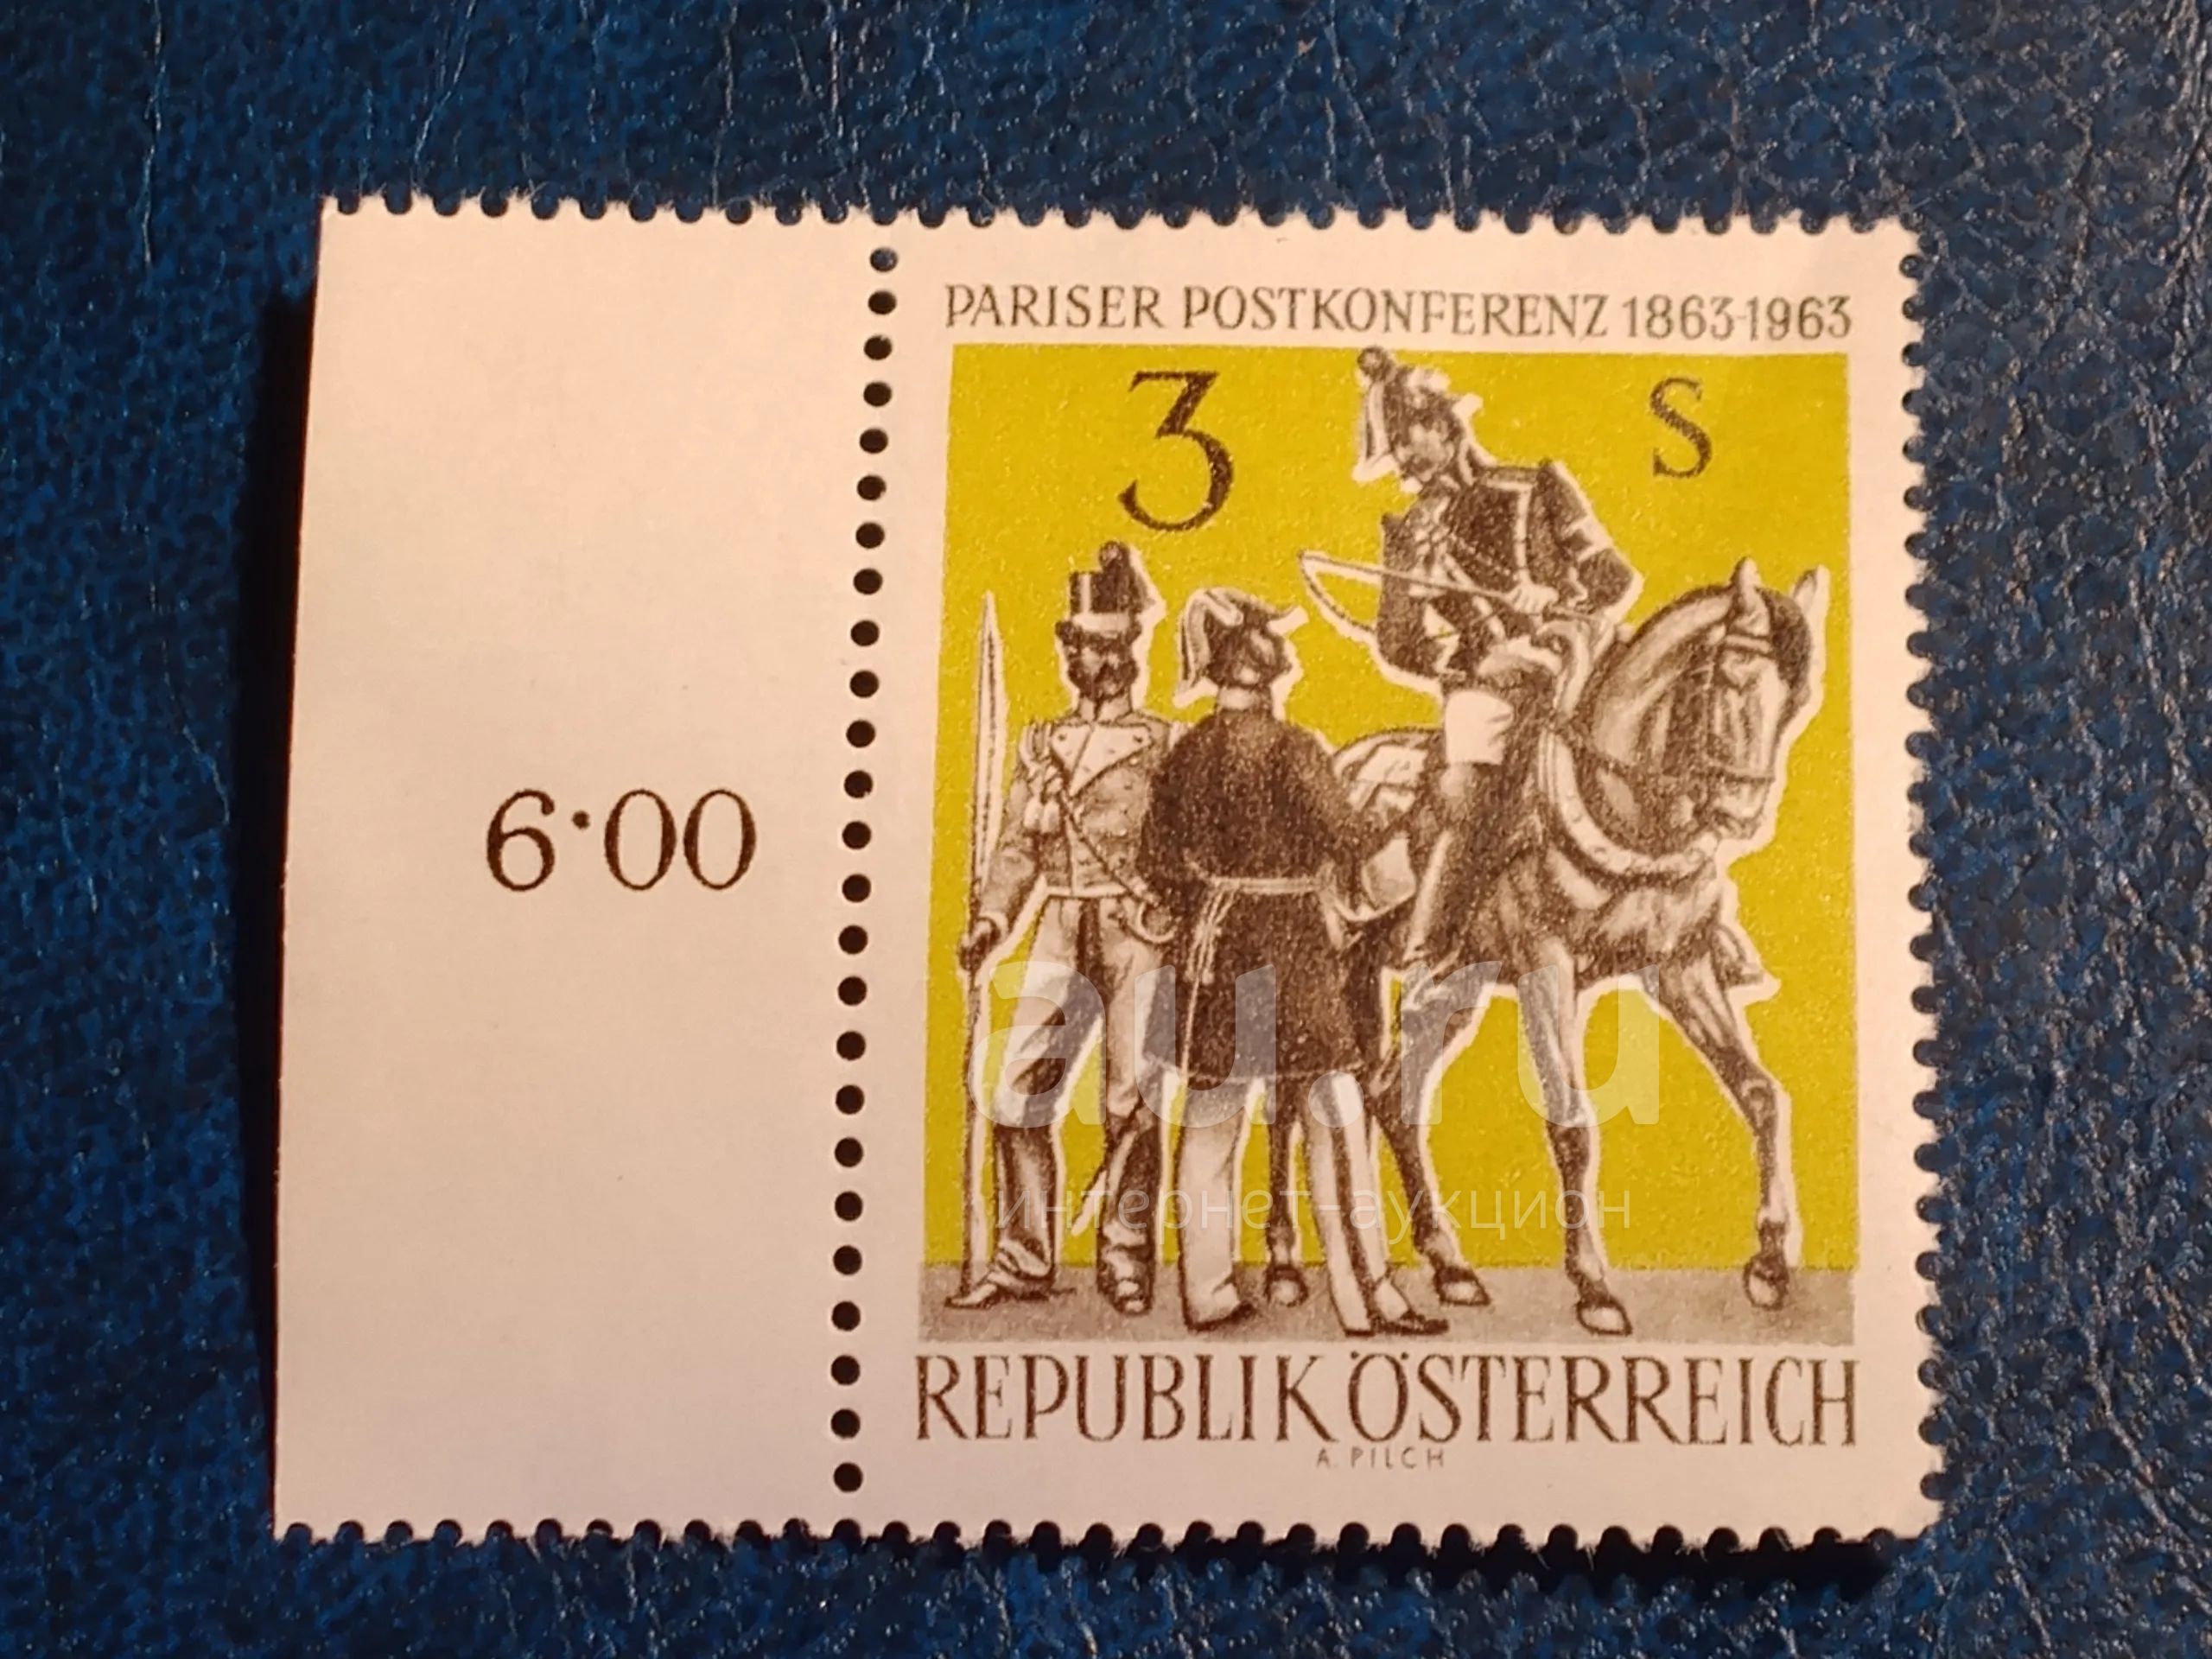 PARISER POSTKONFERENZ 1863-1963
3 S
6·00
au.ru
интернет-аукцион
REPUBLIK ÖSTERREICH
A. PILCH